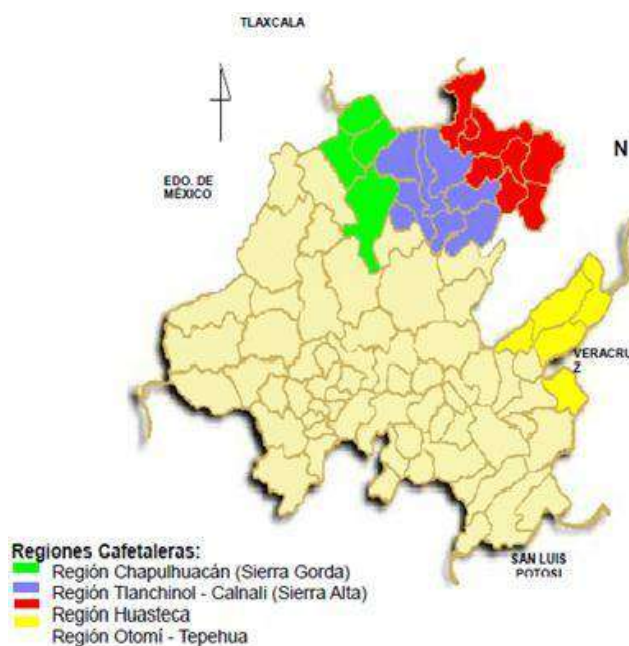 TLAXCALA
N
EDO. DE
MÉXICO
VERACRU
Z
SAN LUIS
POTOSI
Regiones Cafetaleras:
Región Chapulhuacán (Sierra Gorda)
Región Tlanchinol - Calnali (Sierra Alta)
Región Huasteca
Región Otomí - Tepehua